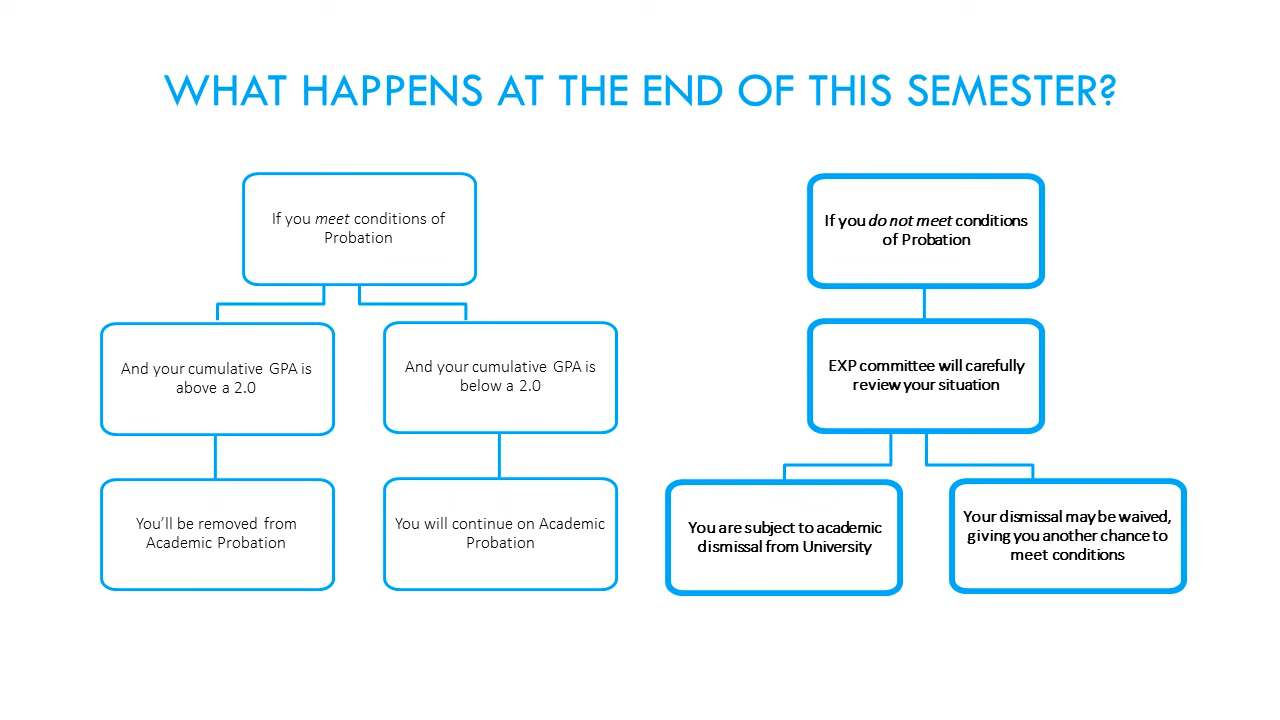 WHAT HAPPENS AT THE END OF THIS SEMESTER?
If you meet conditions of
Probation
And your cumulative GPA is
above a 2.0
You'll be removed from
Academic Probation
And your cumulative GPA is
below a 2.0
You will continue on Academic
Probation
If you do not meet conditions
of Probation
EXP committee will carefully
review your situation
You are subject to academic
dismissal from University
Your dismissal may be waived,
giving you another chance to
meet conditions